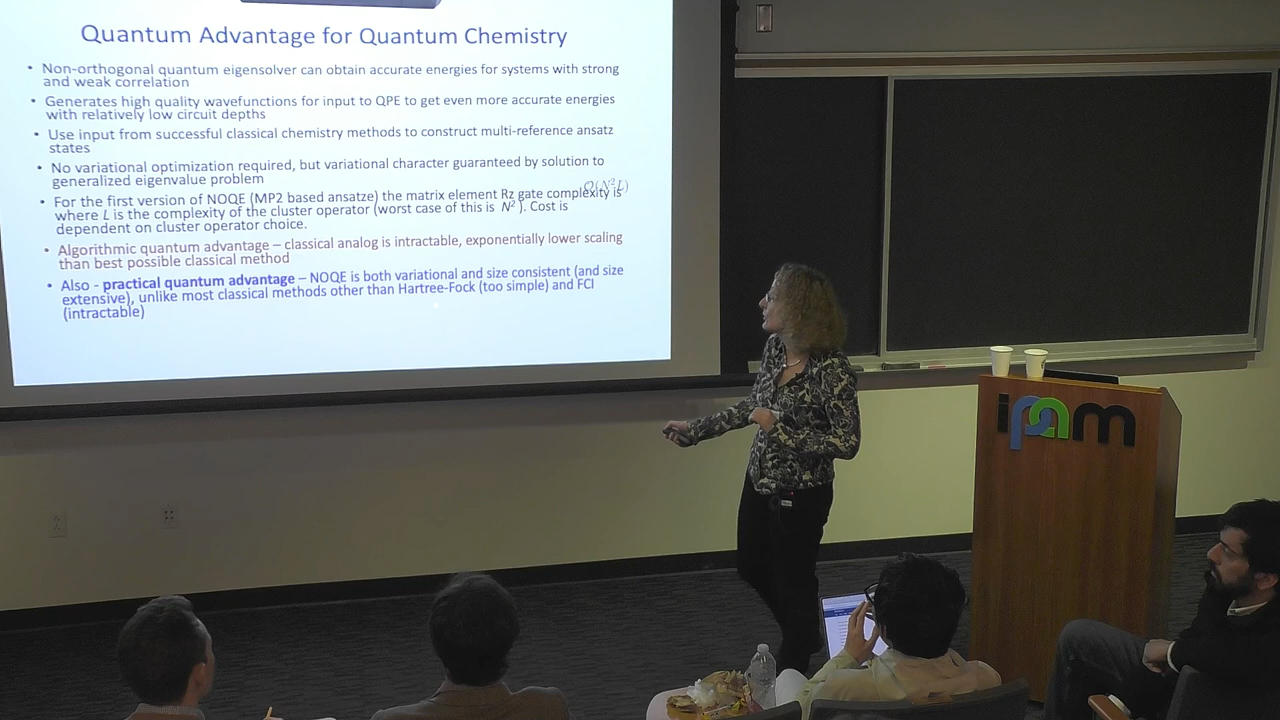 Quantum Advantage for Quantum Chemistry
• Non-orthogonal quantum eigensolver can obtain accurate energies for systems with strong
and weak correlation
• Generates high quality wavefunctions for input to QPE to get even more accurate energies
with relatively low circuit depths
• Use input from successful classical chemistry methods to construct multi-reference ansatz
states
• No variational optimization required, but variational character guaranteed by solution to
generalized eigenvalue problem
• For the first version of NOQE (MP2 based ansatze) the matrix element Rz gate complexity is
where L is the complexity of the cluster operator (worst case of this is N² ). Cost is
dependent on cluster operator choice.
• Algorithmic quantum advantage – classical analog is intractable, exponentially lower scaling
than best possible classical method
• Also - practical quantum advantage – NOQE is both variational and size consistent (and size
extensive), unlike most classical methods other than Hartree-Fock (too simple) and FCI
(intractable)
ipam